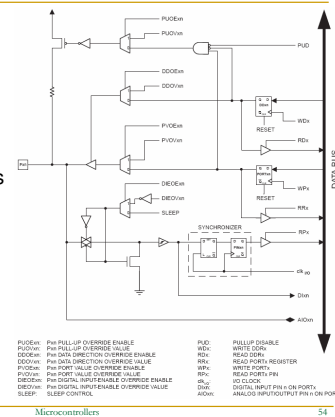 PUOExn
PUOVxn
PUD
DDOExn
DDOVxn
Q D
DDxn
WDx
RESET
RDx
PVOExn
PVOVxn
Pxn
Q D
PORTxn
WPx
RESET
DATA BUS
s
DIEOExn
DIEOVxn
SLEEP
RRx
SYNCHRONIZER
RPx
D Q
D Q
PINxn
clk I/O
DIxn
AIOxn
PUOExn: Pxn PULL-UP OVERRIDE ENABLE
PUOVxn: Pxn PULL-UP OVERRIDE VALUE
DDOExn: Pxn DATA DIRECTION OVERRIDE ENABLE
DDOVxn: Pxn DATA DIRECTION OVERRIDE VALUE
PVOExn: Pxn PORT VALUE OVERRIDE ENABLE
PVOVxn: Pxn PORT VALUE OVERRIDE VALUE
DIEOExn: Pxn DIGITAL INPUT-ENABLE OVERRIDE ENABLE
DIEOVxn: Pxn DIGITAL INPUT-ENABLE OVERRIDE VALUE
SLEEP: SLEEP CONTROL
PUD: PULLUP DISABLE
WDx: WRITE DDRx
RDx: READ DDRx
RRx: READ PORTx REGISTER
WPx: WRITE PORTx
RPx: READ PORTx PIN
clk I/O: I/O CLOCK
DIxn: DIGITAL INPUT PIN n ON PORTx
AIOxn: ANALOG INPUT/OUTPUT PIN n ON POR
Microcontrollers
54